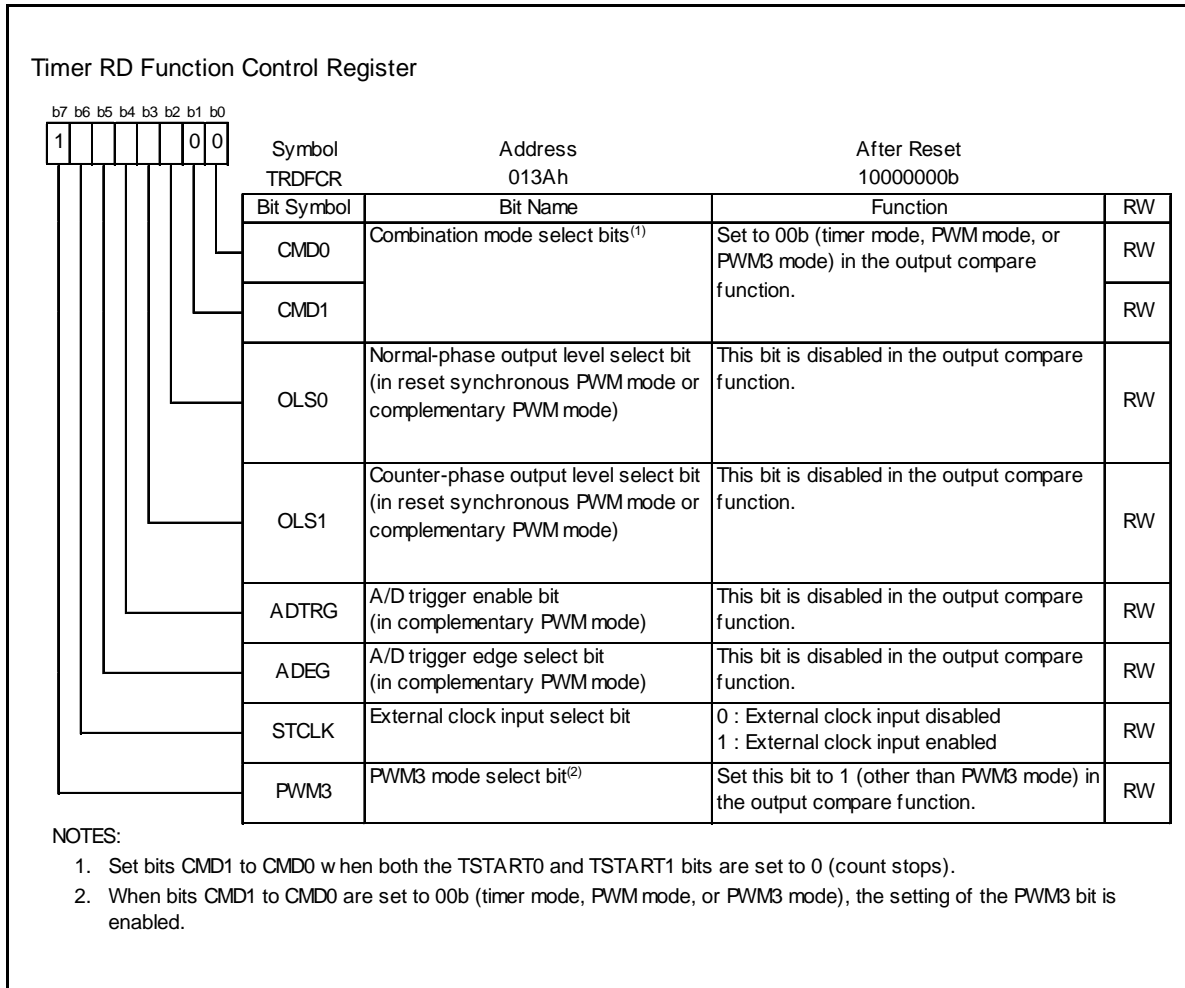 Timer RD Function Control Register
b7 b6 b5 b4 b3 b2 b1 b0
1 0 0
Symbol Address After Reset
TRDFCR 013Ah 10000000b
Bit Symbol Bit Name Function RW
CMD0 Combination mode select bits(1) Set to 00b (timer mode, PWM mode, or PWM3 mode) in the output compare function. RW
CMD1 RW
OLS0 Normal-phase output level select bit (in reset synchronous PWM mode or complementary PWM mode) This bit is disabled in the output compare function. RW
OLS1 Counter-phase output level select bit (in reset synchronous PWM mode or complementary PWM mode) This bit is disabled in the output compare function. RW
ADTRG A/D trigger enable bit (in complementary PWM mode) This bit is disabled in the output compare function. RW
ADEG A/D trigger edge select bit (in complementary PWM mode) This bit is disabled in the output compare function. RW
STCLK External clock input select bit 0 : External clock input disabled 1 : External clock input enabled RW
PWM3 PWM3 mode select bit(2) Set this bit to 1 (other than PWM3 mode) in the output compare function. RW
NOTES:
1. Set bits CMD1 to CMD0 when both the TSTART0 and TSTART1 bits are set to 0 (count stops).
2. When bits CMD1 to CMD0 are set to 00b (timer mode, PWM mode, or PWM3 mode), the setting of the PWM3 bit is
enabled.